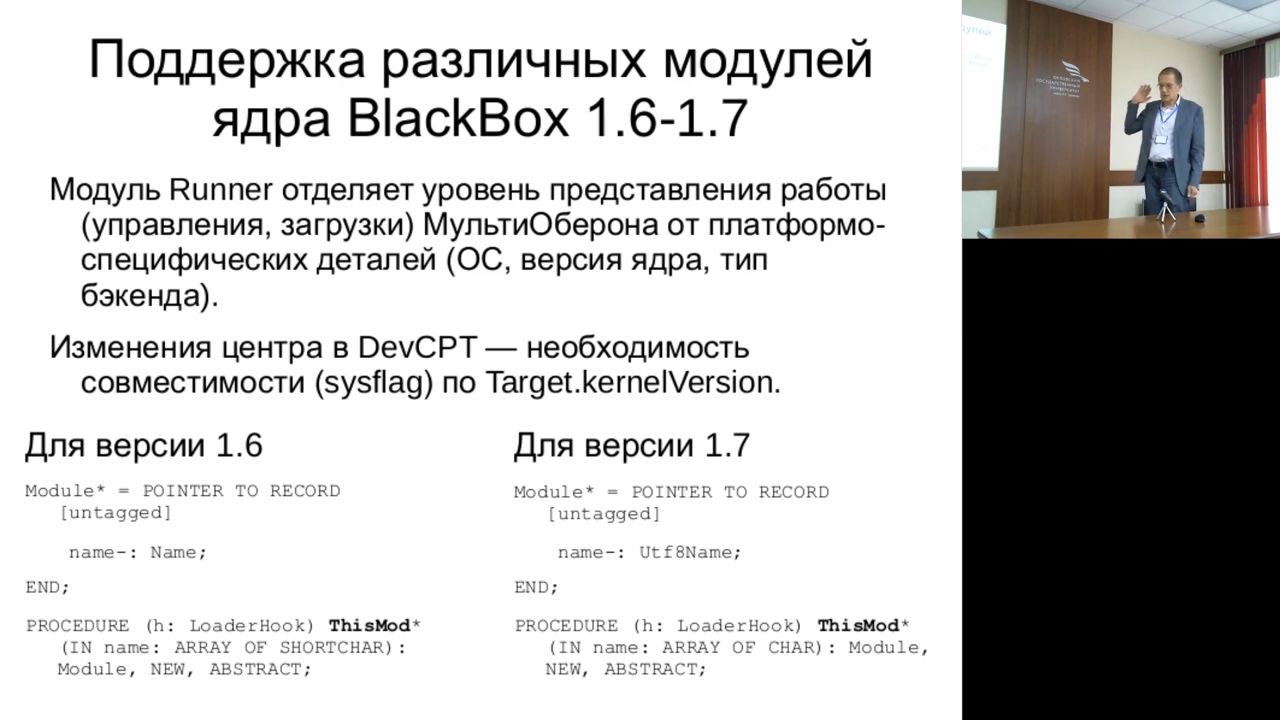 Поддержка различных модулей
ядра BlackBox 1.6-1.7
Модуль Runner отделяет уровень представления работы
(управления, загрузки) МультиОберона от платформо-
специфических деталей (ОС, версия ядра, тип
бэкенда).
Изменения центра в DevCPT — необходимость
совместимости (sysflag) по Target.kernelVersion.
Для версии 1.6
Module* = POINTER TO RECORD
[untagged]
name-: Name;
END;
PROCEDURE (h: LoaderHook) ThisMod*
(IN name: ARRAY OF SHORTCHAR):
Module, NEW, ABSTRACT;
Для версии 1.7
Module* = POINTER TO RECORD
[untagged]
name-: Utf8Name;
END;
PROCEDURE (h: LoaderHook) ThisMod*
(IN name: ARRAY OF CHAR): Module,
NEW, ABSTRACT;
ОРЛОВСКИЙ
ГОСУДАРСТВЕННЫЙ
УНИВЕРСИТЕТ